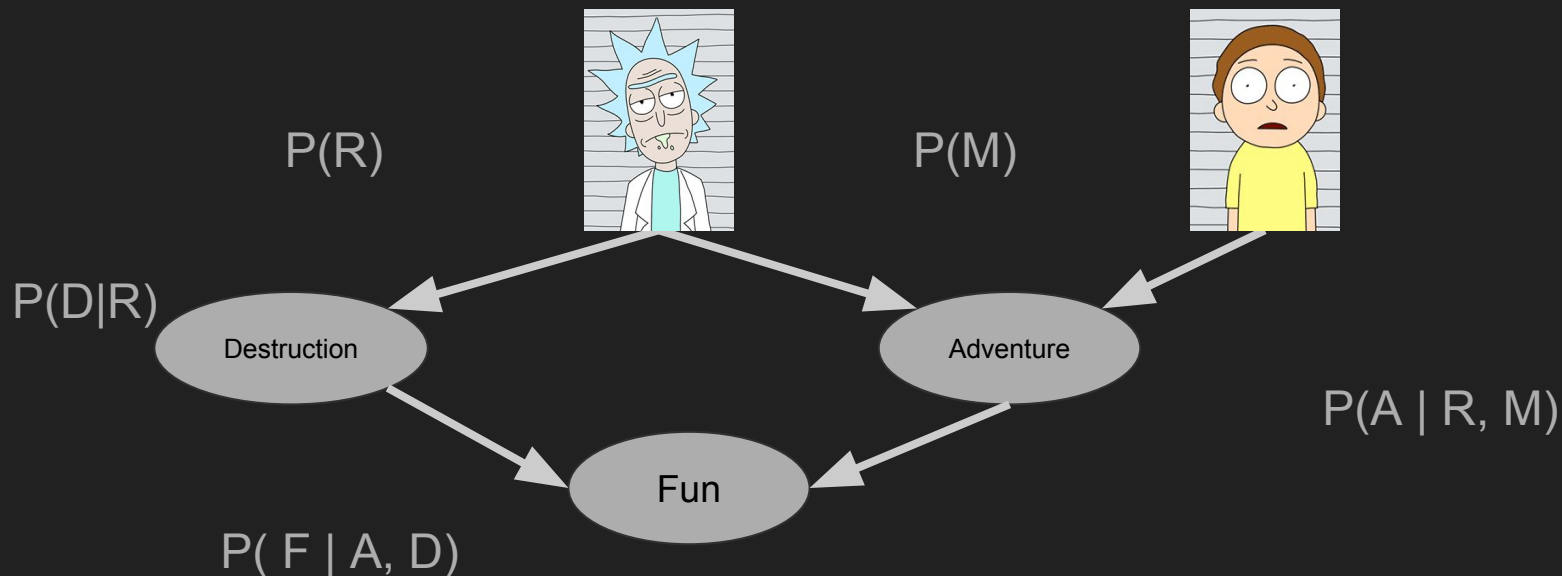 P(R)
P(M)
P(D|R)
Destruction
Adventure
P(A | R, M)
Fun
P( F | A, D)